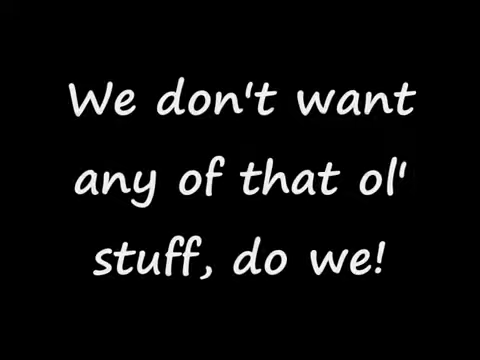 We don't want
any of that ol'
stuff, do we!